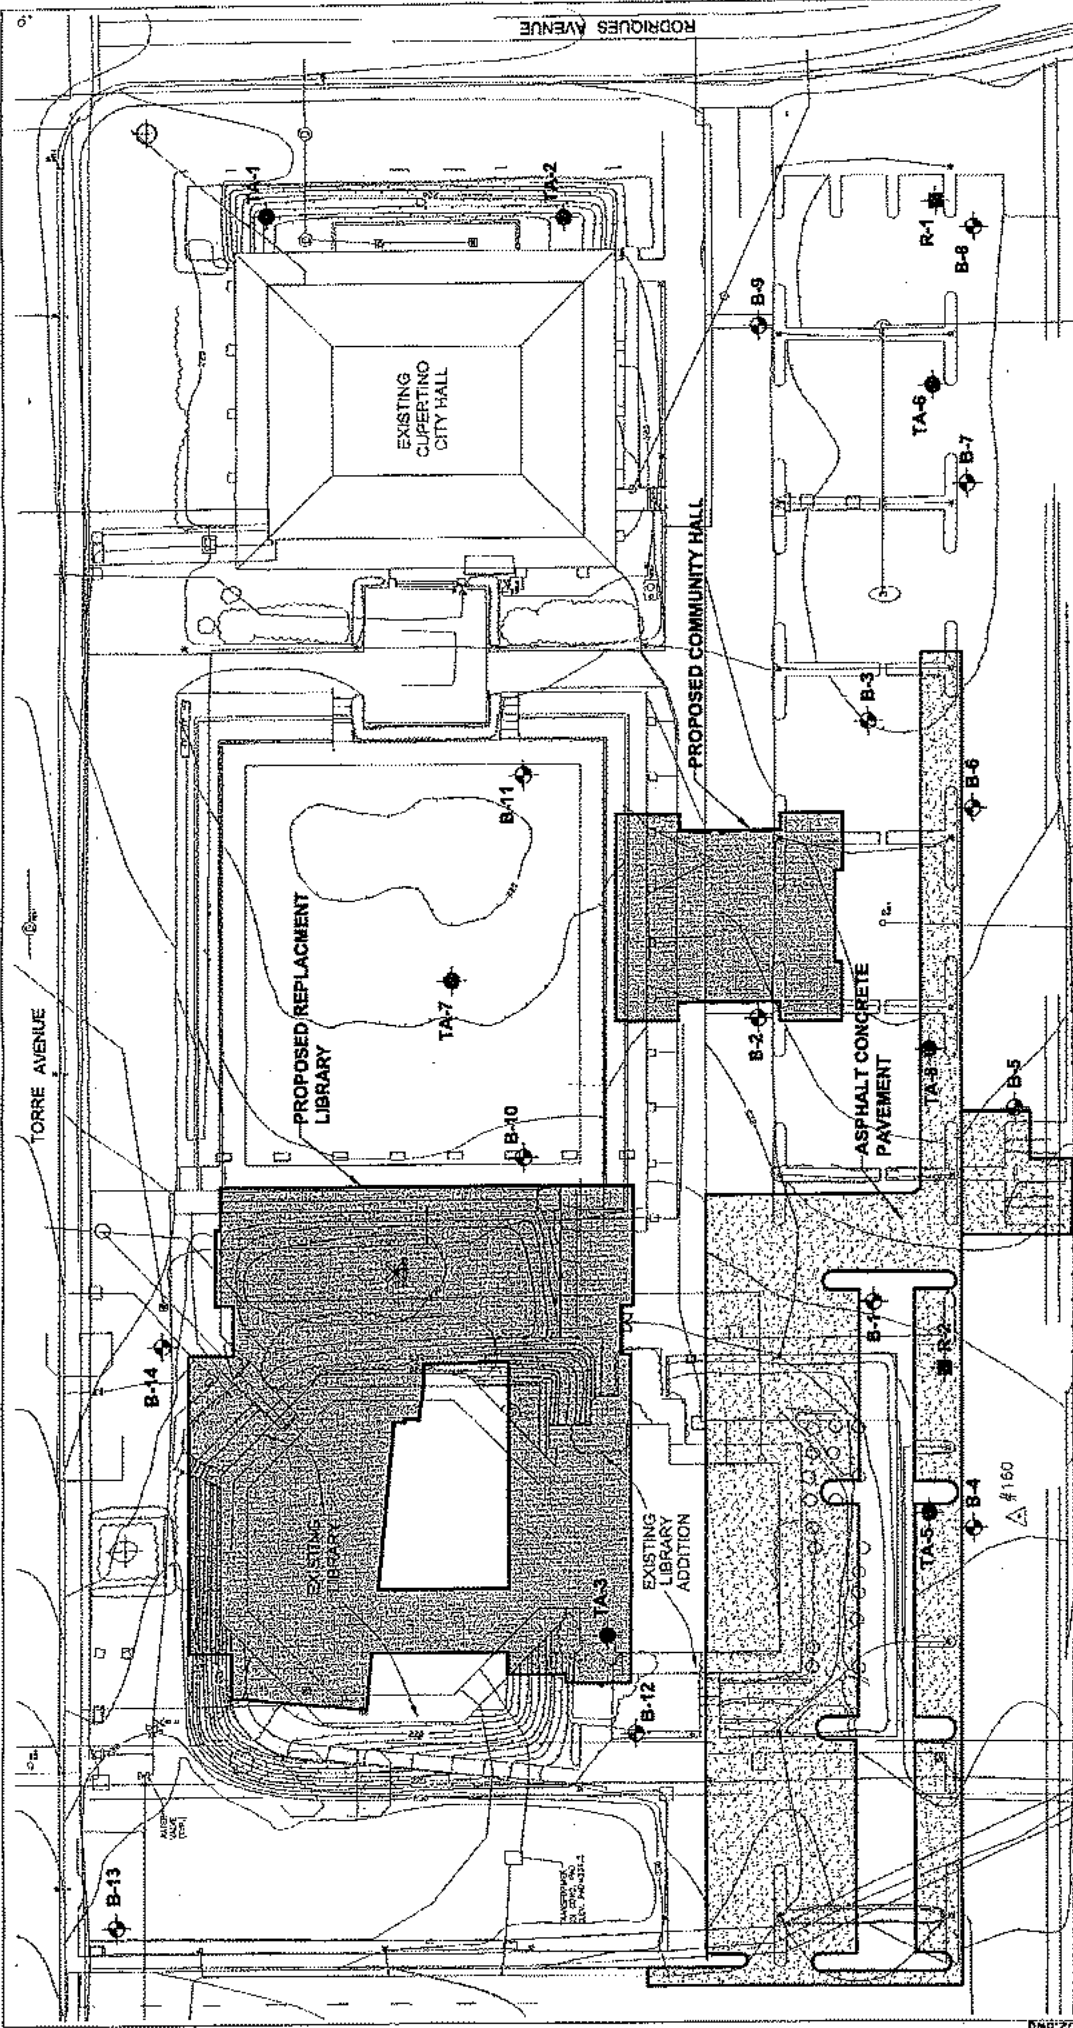 RODRIQUES AVENUE
TA-1
TA-2
R-1
B-8
B-9
EXISTING
CUPERTINO
CITY HALL
TA-6
B-7
PROPOSED COMMUNITY HALL
B-3
B-6
B-11
TORRE AVENUE
PROPOSED REPLACMENT
LIBRARY
TA-7
B-2
ASPHALT CONCRETE
PAVEMENT
TA-8
B-5
B-10
B-14
B-1
R-2
EXISTING
LIBRARY
EXISTING
LIBRARY
ADDITION
TA-3
TA-5
B-4
#160
B-12
B-13